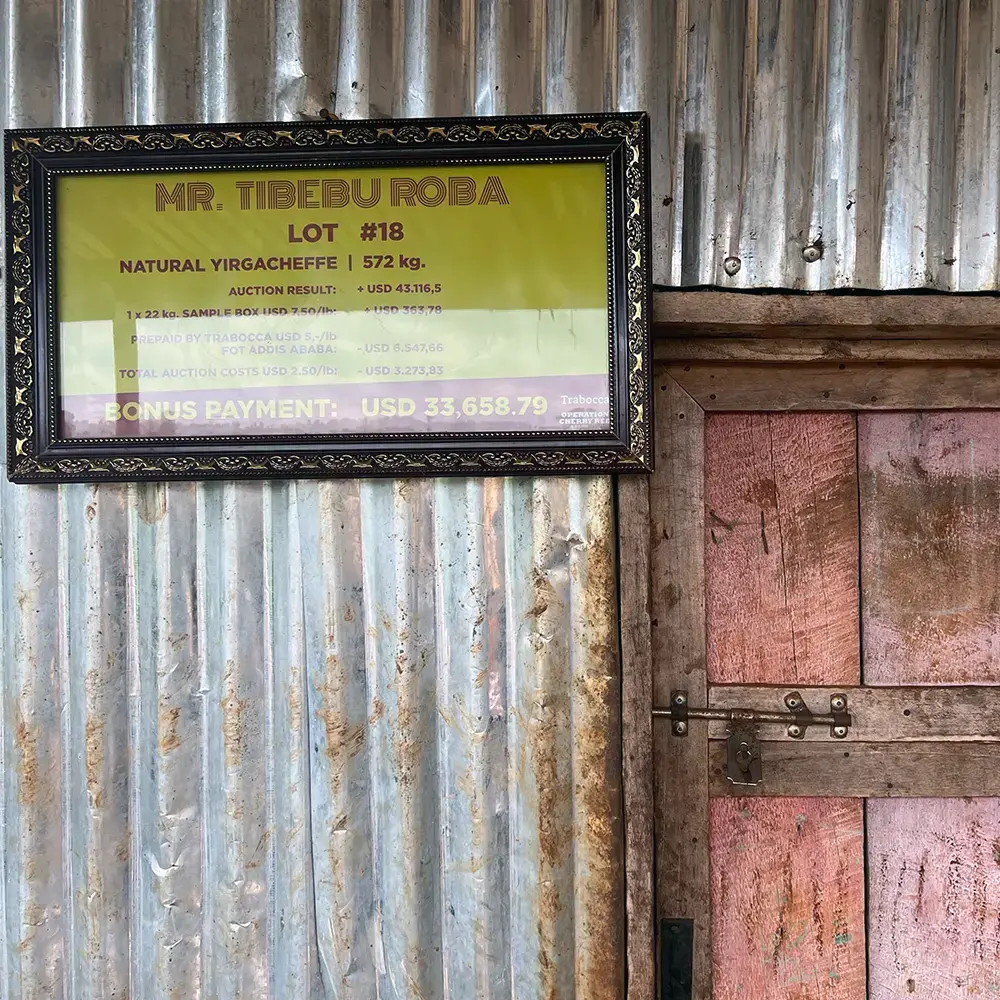 MR. TIBEBU ROBA
LOT #18
NATURAL YIRGACHEFFE | 572 kg.
AUCTION RESULT: + USD 43.116,5
1 x 22 kg. SAMPLE BOX USD 7.50/lb: + USD 363,78
PREPAID BY TRABOCCA USD 5,-/lb
FOT ADDIS ABABA: - USD 6.547,66
TOTAL AUCTION COSTS USD 2.50/lb: - USD 3.273,83
BONUS PAYMENT: USD 33,658.79
Trabocca
OPERATION
CHERRY RED